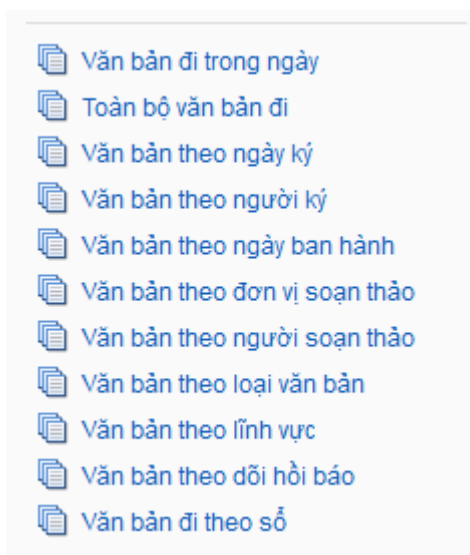 Văn bản đi trong ngày
Toàn bộ văn bản đi
Văn bản theo ngày ký
Văn bản theo người ký
Văn bản theo ngày ban hành
Văn bản theo đơn vị soạn thảo
Văn bản theo người soạn thảo
Văn bản theo loại văn bản
Văn bản theo lĩnh vực
Văn bản theo dõi hồi báo
Văn bản đi theo sổ